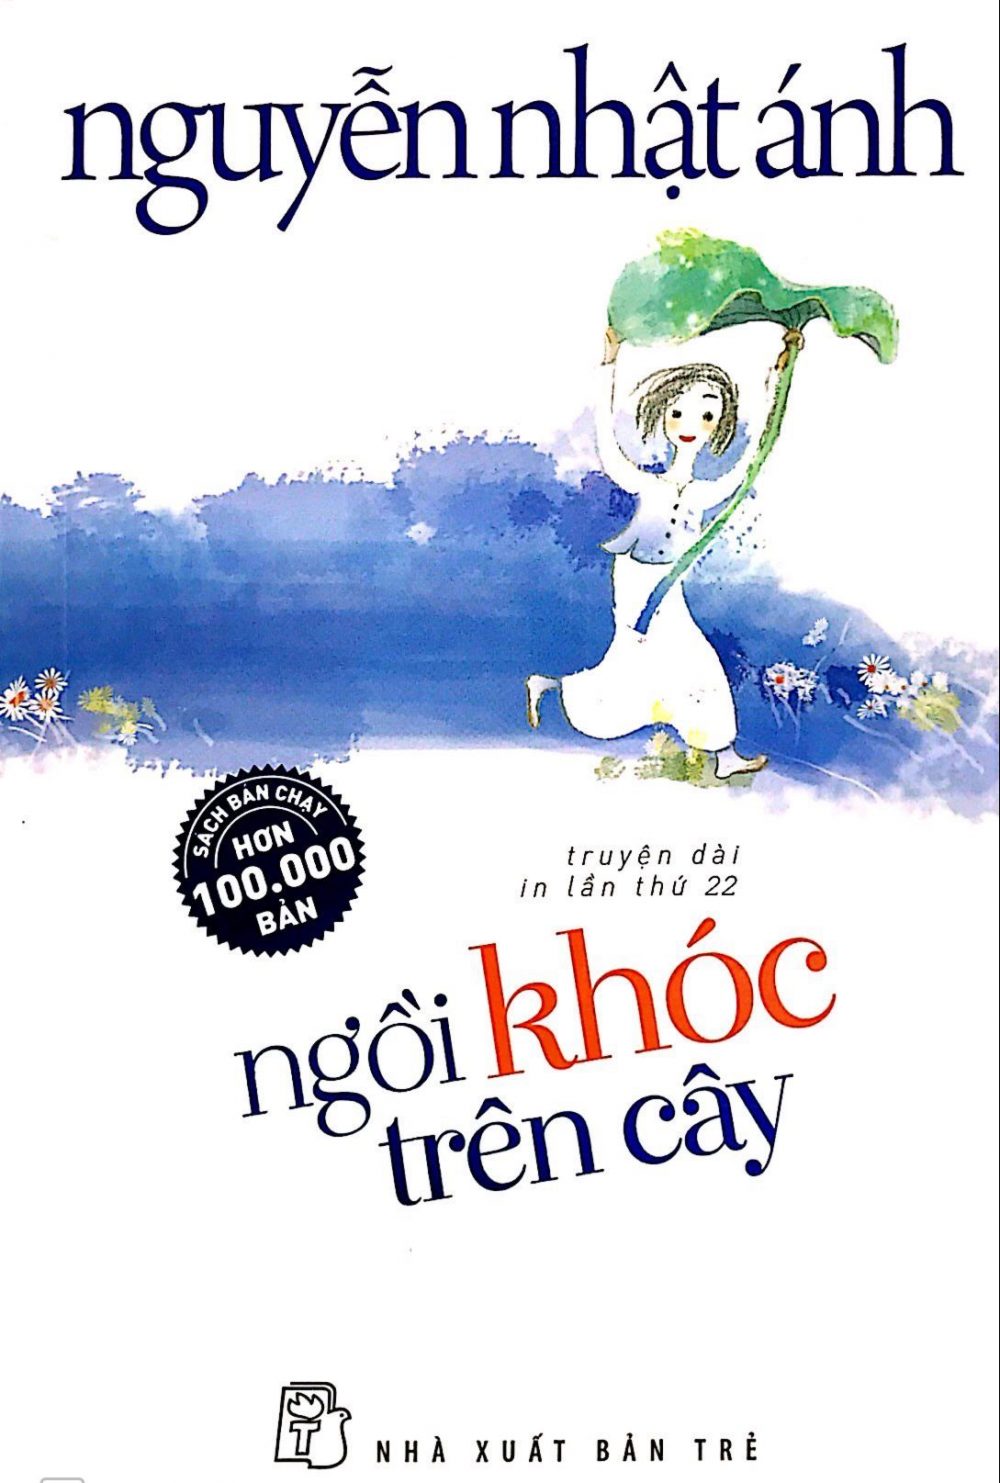 nguyễn nhật ánh
SÁCH BÁN CHẠY
HƠN
100.000
BẢN
truyện dài
in lần thứ 22
ngồi khóc
trên cây
T
NHÀ XUẤT BẢN TRẺ